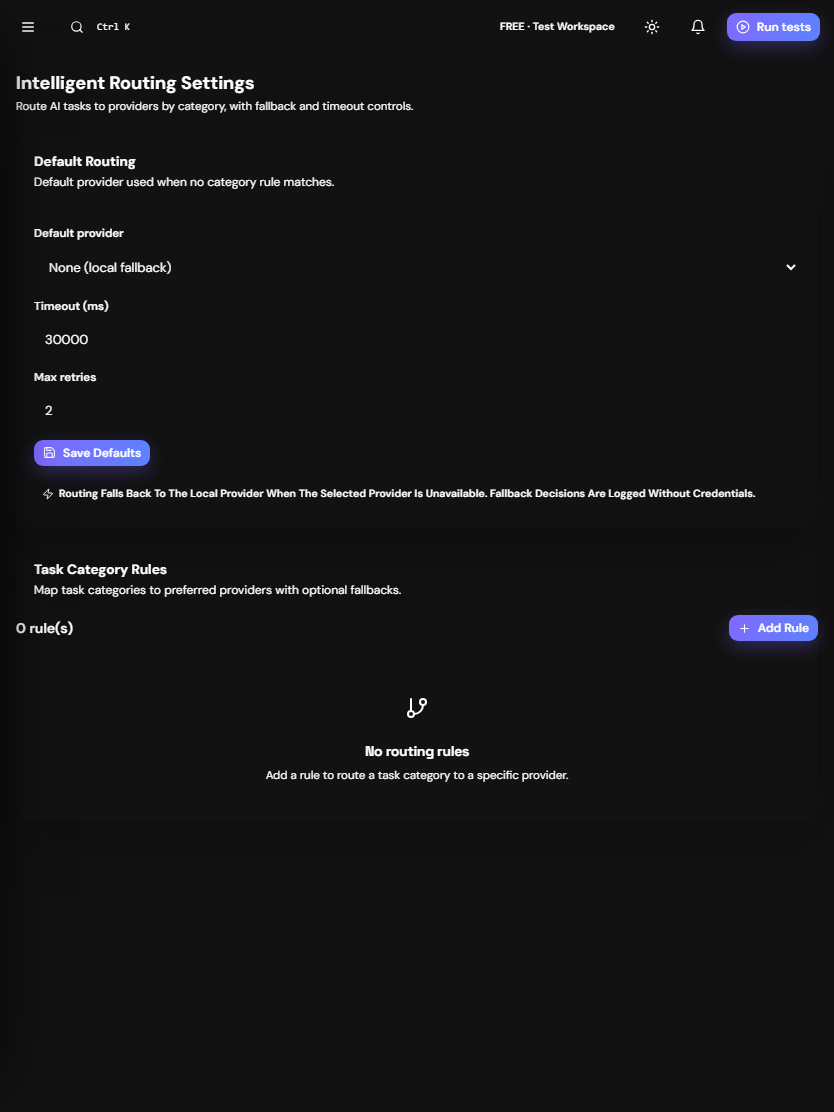 Ctrl K
FREE · Test Workspace
Run tests
Intelligent Routing Settings
Route AI tasks to providers by category, with fallback and timeout controls.
Default Routing
Default provider used when no category rule matches.
Default provider
None (local fallback)
Timeout (ms)
30000
Max retries
2
Save Defaults
Routing Falls Back To The Local Provider When The Selected Provider Is Unavailable. Fallback Decisions Are Logged Without Credentials.
Task Category Rules
Map task categories to preferred providers with optional fallbacks.
0 rule(s)
Add Rule
No routing rules
Add a rule to route a task category to a specific provider.